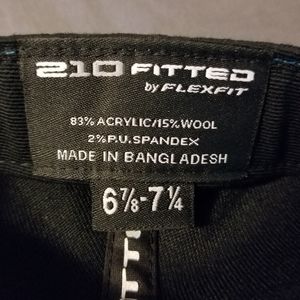 210 FITTED
by FLEXFIT
83% ACRYLIC/15% WOOL
2% P.U. SPANDEX
MADE IN BANGLADESH
6⅞-7¼